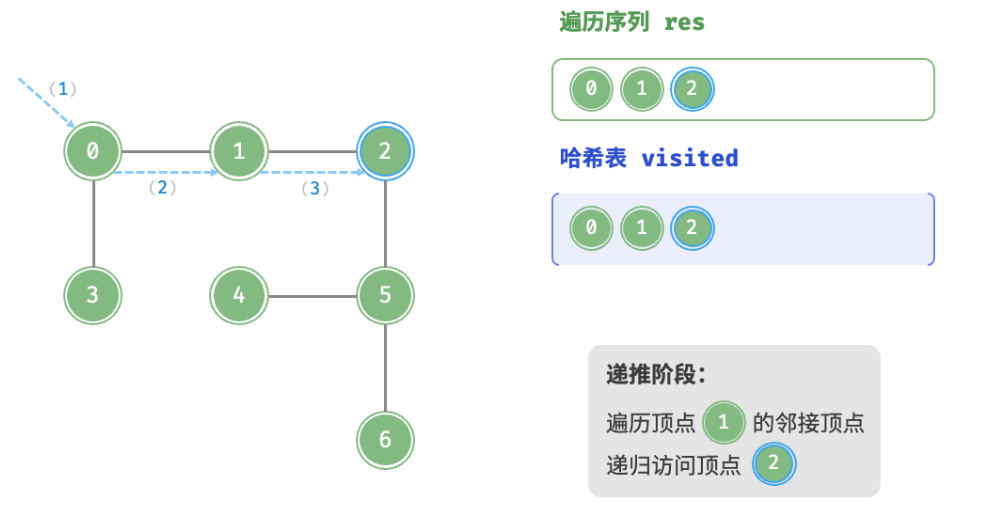 遍历序列 res
0 1 2
哈希表 visited
0 1 2
(1)
0 1 2
(2) (3)
3 4 5
6
递推阶段：
遍历顶点 1 的邻接顶点
递归访问顶点 2